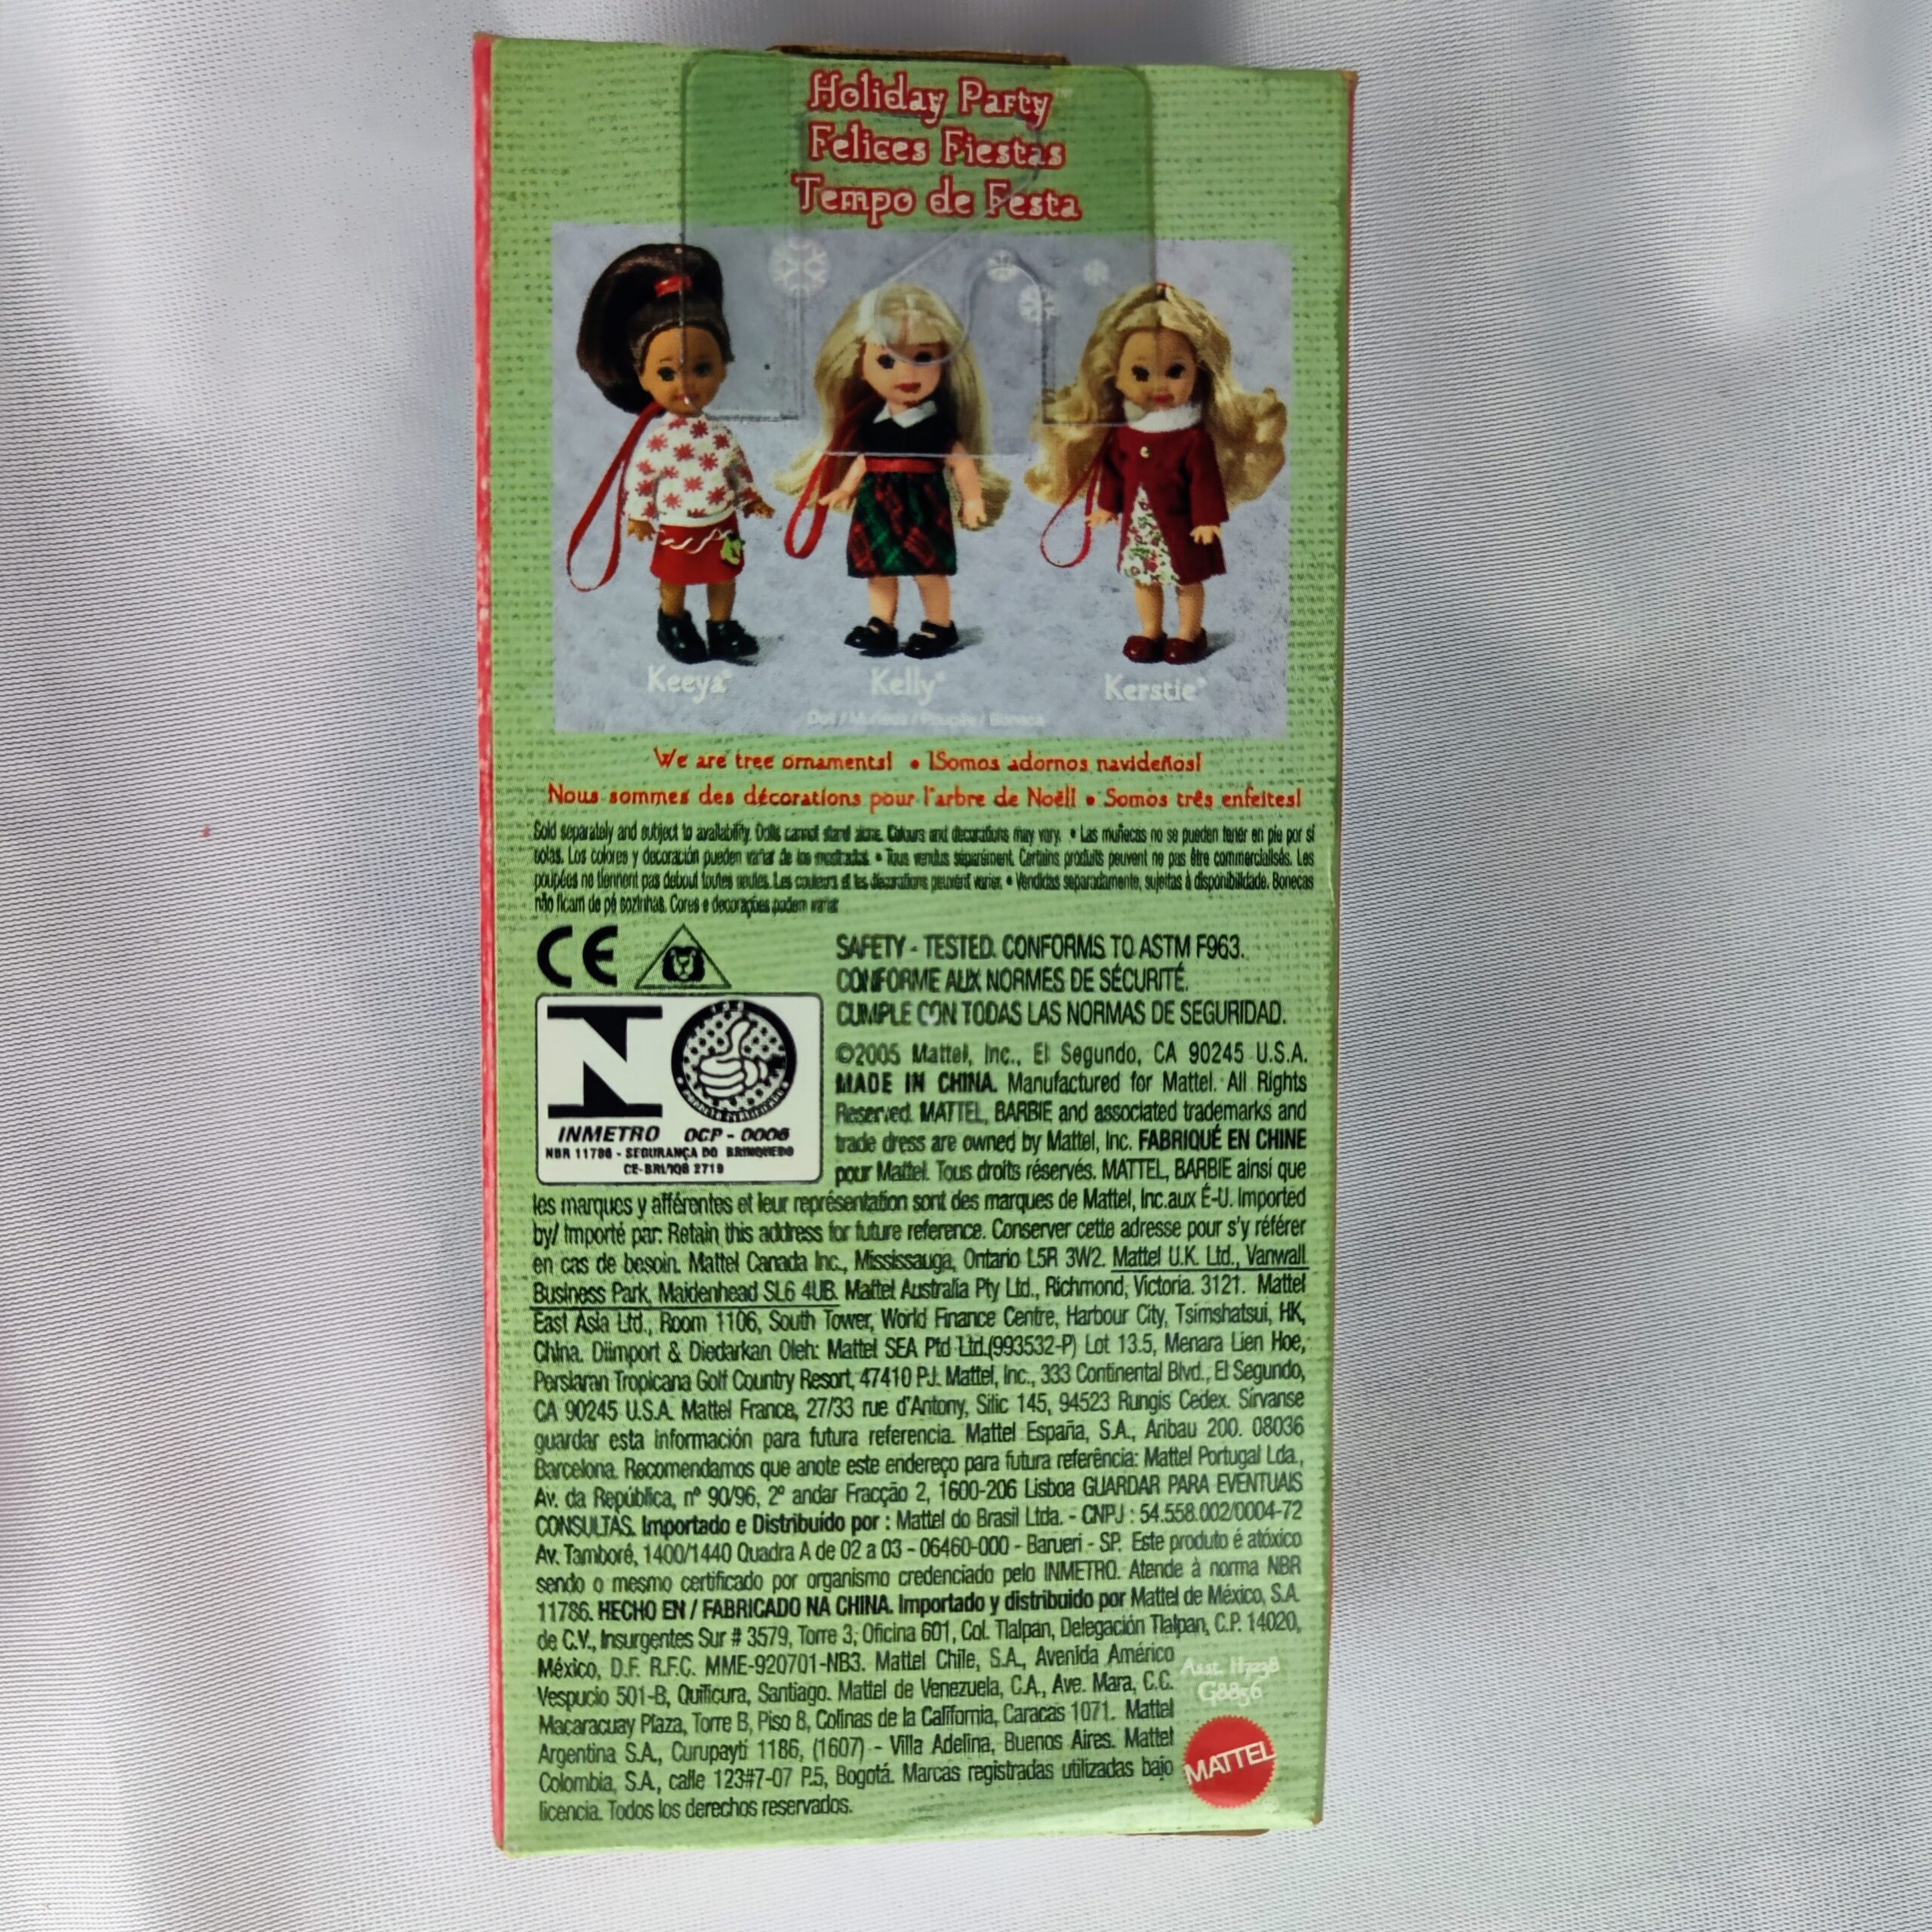 Holiday Party™
Felices Fiestas
Tempo de Festa
Keeya® Kelly® Kerstie®
Doll / Muñeca / Poupée / Boneca
We are tree ornaments! • ¡Somos adornos navideños!
Nous sommes des décorations pour l'arbre de Noël! • Somos três enfeites!
Sold separately and subject to availability. Dolls cannot stand alone. Colours and decorations may vary. • Las muñecas no se pueden tener en pie por sí
solas. Los colores y decoración pueden variar de los mostrados. • Tous vendus séparément. Certains produits peuvent ne pas être commercialisés. Les
poupées ne tiennent pas debout toutes seules. Les couleurs et les décorations peuvent varier. • Vendidas separadamente, sujeitas à disponibilidade. Bonecas
não ficam de pé sozinhas. Cores e decorações podem variar.
CE
SAFETY - TESTED. CONFORMS TO ASTM F963.
CONFORME AUX NORMES DE SÉCURITÉ.
CUMPLE CON TODAS LAS NORMAS DE SEGURIDAD.
INMETRO OCP - 0006
NBR 11786 - SEGURANÇA DO BRINQUEDO
CE-BRI/IQB 2719
©2005 Mattel, Inc., El Segundo, CA 90245 U.S.A.
MADE IN CHINA. Manufactured for Mattel. All Rights
Reserved. MATTEL, BARBIE and associated trademarks and
trade dress are owned by Mattel, Inc. FABRIQUÉ EN CHINE
pour Mattel. Tous droits réservés. MATTEL, BARBIE ainsi que
les marques y afférentes et leur représentation sont des marques de Mattel, Inc.aux É-U. Imported
by/ Importé par: Retain this address for future reference. Conserver cette adresse pour s'y référer
en cas de besoin. Mattel Canada Inc., Mississauga, Ontario L5R 3W2. Mattel U.K. Ltd., Vanwall
Business Park, Maidenhead SL6 4UB. Mattel Australia Pty Ltd., Richmond, Victoria. 3121. Mattel
East Asia Ltd., Room 1106, South Tower, World Finance Centre, Harbour City, Tsimshatsui, HK,
China. Diimport & Diedarkan Oleh: Mattel SEA Ptd Ltd.(993532-P) Lot 13.5, Menara Lien Hoe,
Persiaran Tropicana Golf Country Resort, 47410 PJ. Mattel, Inc., 333 Continental Blvd., El Segundo,
CA 90245 U.S.A. Mattel France, 27/33 rue d'Antony, Silic 145, 94523 Rungis Cedex. Sírvanse
guardar esta información para futura referencia. Mattel España, S.A., Aribau 200. 08036
Barcelona. Recomendamos que anote este endereço para futura referência: Mattel Portugal Lda.,
Av. da República, nº 90/96, 2º andar Fracção 2, 1600-206 Lisboa GUARDAR PARA EVENTUAIS
CONSULTAS. Importado e Distribuído por : Mattel do Brasil Ltda. - CNPJ : 54.558.002/0004-72
Av. Tamboré, 1400/1440 Quadra A de 02 a 03 - 06460-000 - Barueri - SP. Este produto é atóxico
sendo o mesmo certificado por organismo credenciado pelo INMETRO. Atende à norma NBR
11786. HECHO EN / FABRICADO NA CHINA. Importado y distribuido por Mattel de México, S.A.
de C.V., Insurgentes Sur # 3579, Torre 3, Oficina 601, Col. Tlalpan, Delegación Tlalpan, C.P. 14020,
México, D.F. R.F.C. MME-920701-NB3. Mattel Chile, S.A., Avenida Américo
Vespucio 501-B, Quilicura, Santiago. Mattel de Venezuela, C.A., Ave. Mara, C.C.
Macaracuay Plaza, Torre B, Piso 8, Colinas de la California, Caracas 1071. Mattel
Argentina S.A., Curupaytí 1186, (1607) - Villa Adelina, Buenos Aires. Mattel
Colombia, S.A., calle 123#7-07 P.5, Bogotá. Marcas registradas utilizadas bajo
licencia. Todos los derechos reservados.
Asst. H7238
G8856
MATTEL®